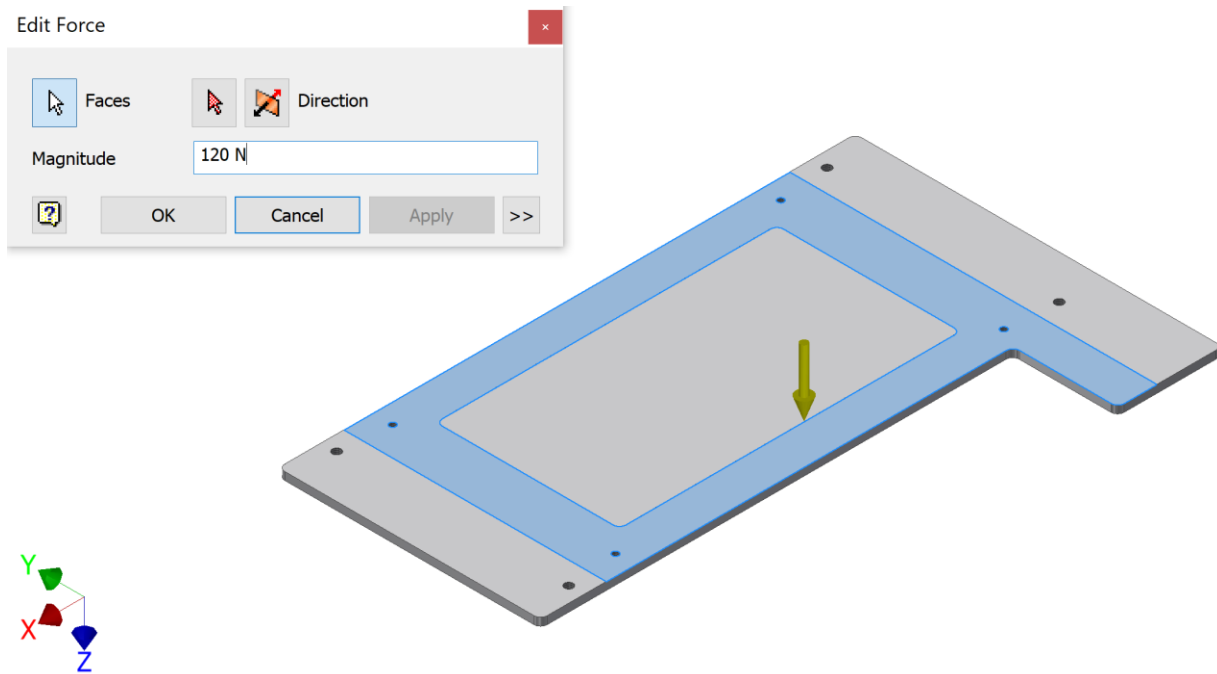 Edit Force
×
Faces
Direction
Magnitude
120 N
?
OK
Cancel
Apply
>>
Y
X
Z